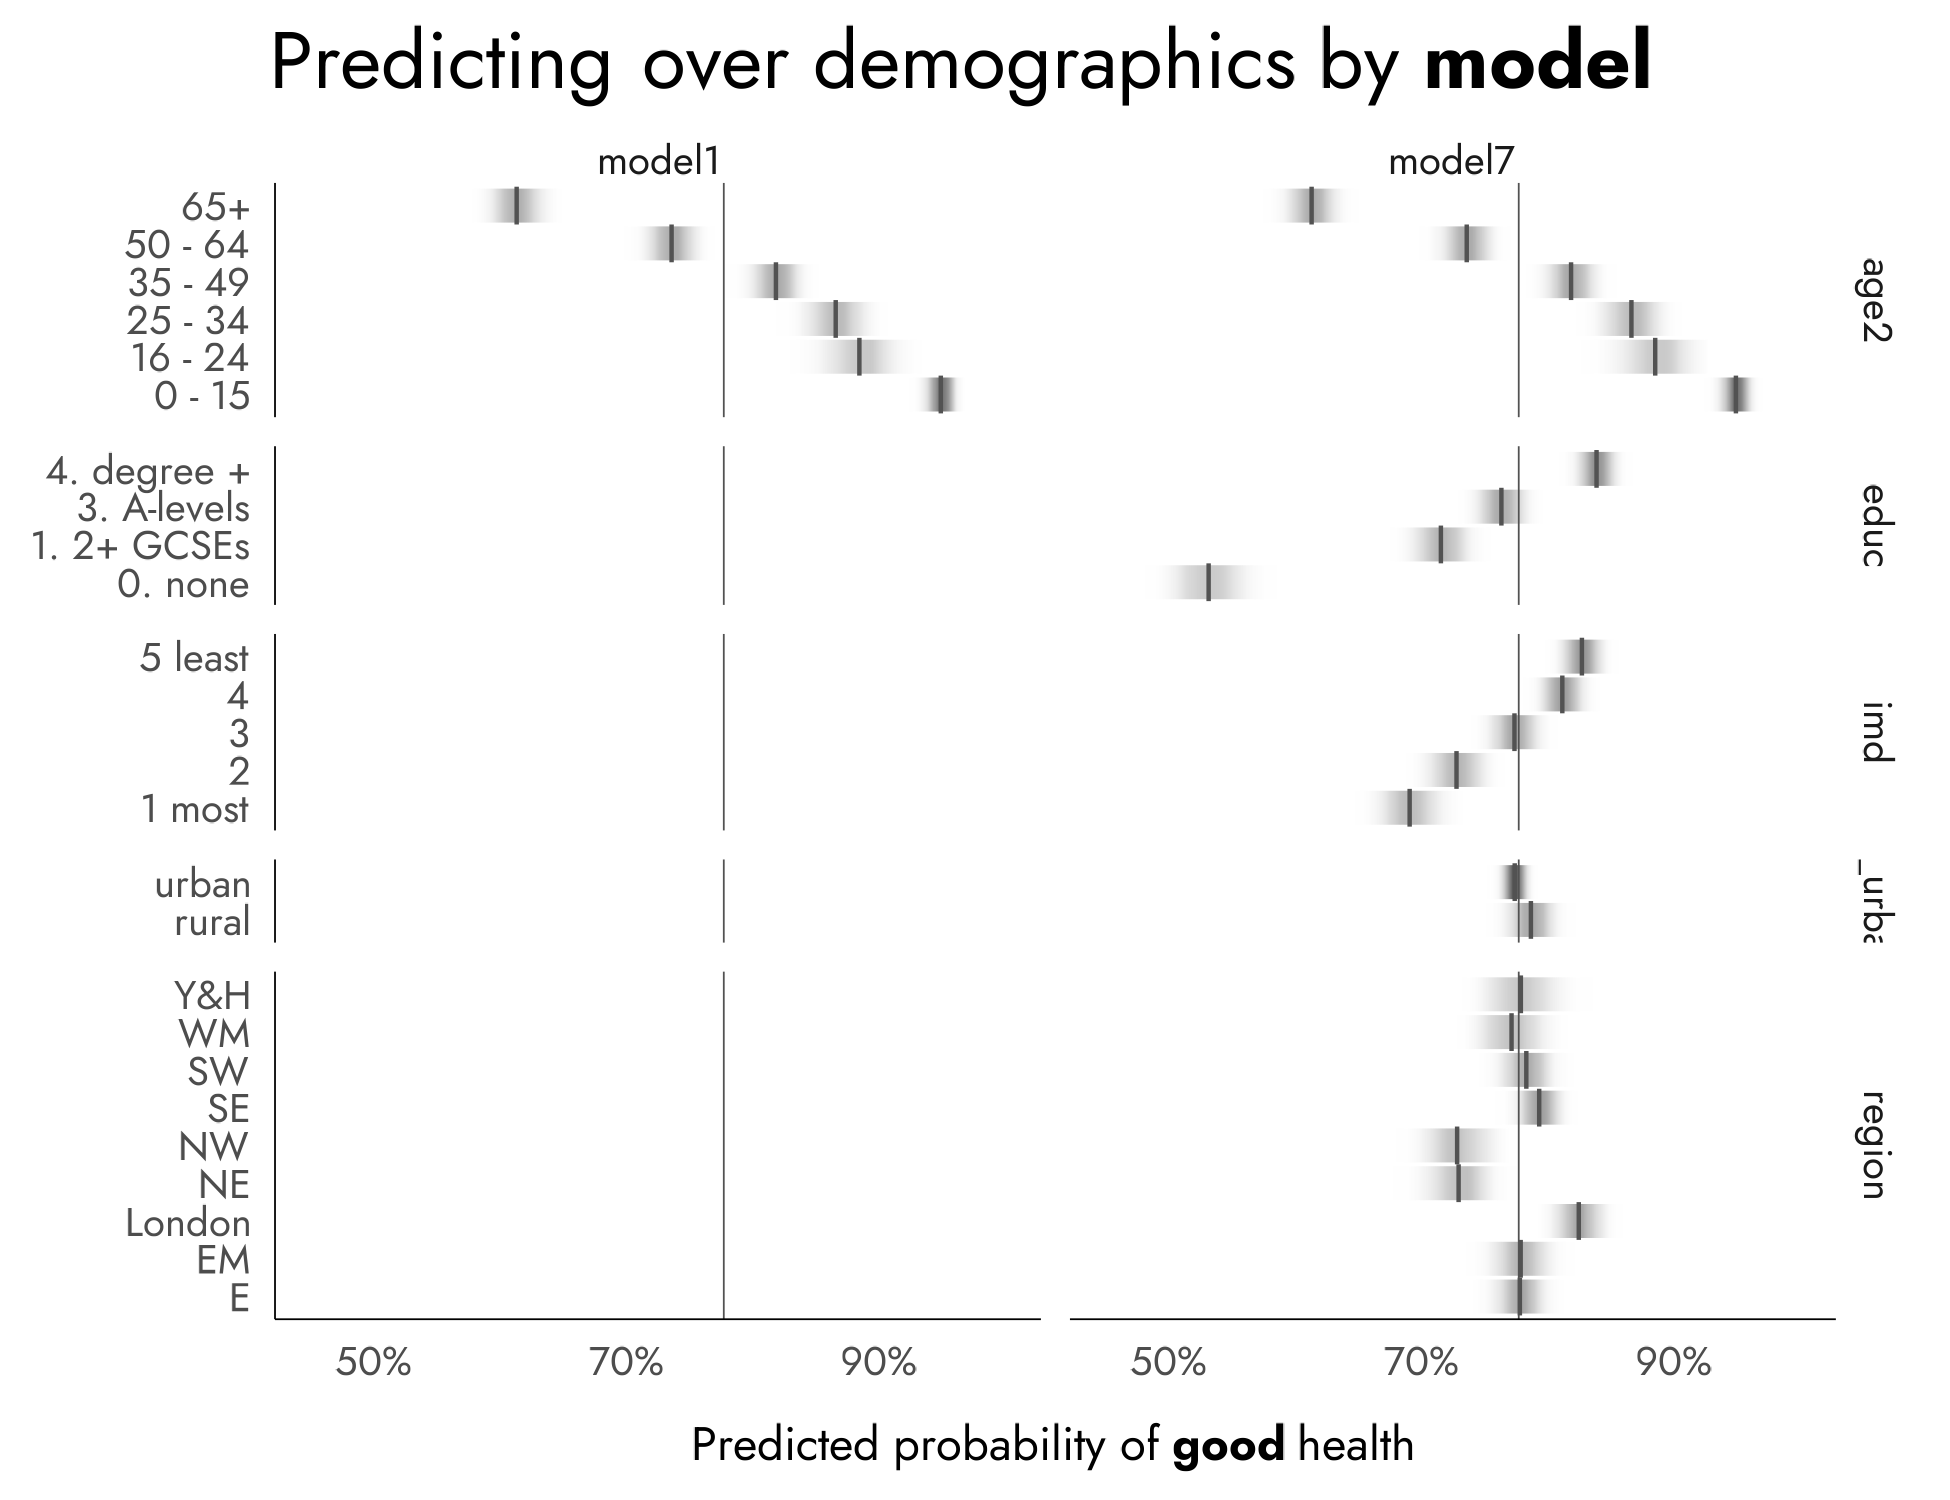 Predicting over demographics by model
model1
model7
65+
50 - 64
35 - 49
25 - 34
16 - 24
0 - 15
age2
4. degree +
3. A-levels
1. 2+ GCSEs
0. none
educ
5 least
4
3
2
1 most
imd
urban
rural
_urb
Y&H
WM
SW
SE
NW
NE
London
EM
E
region
50%
70%
90%
50%
70%
90%
Predicted probability of good health